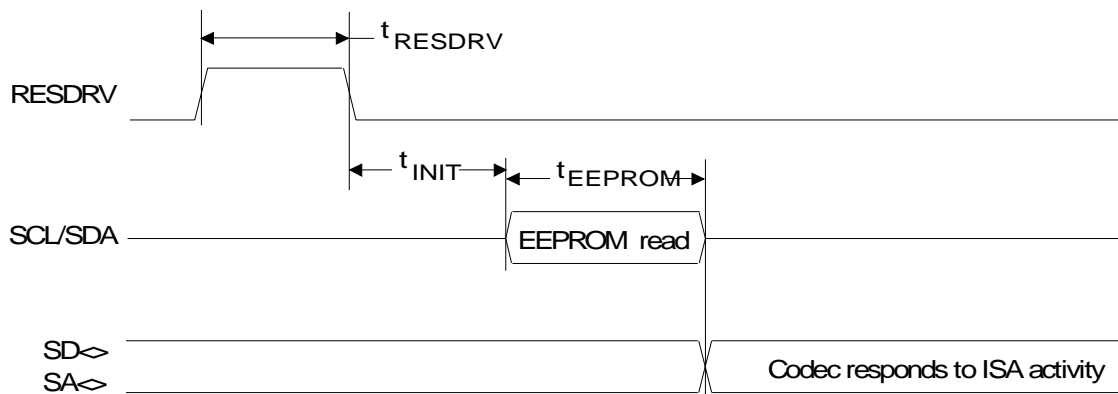 tRESDRV
RESDRV
tINIT
tEEPROM
SCL/SDA
EEPROM read
SD<>
SA<>
Codec responds to ISA activity